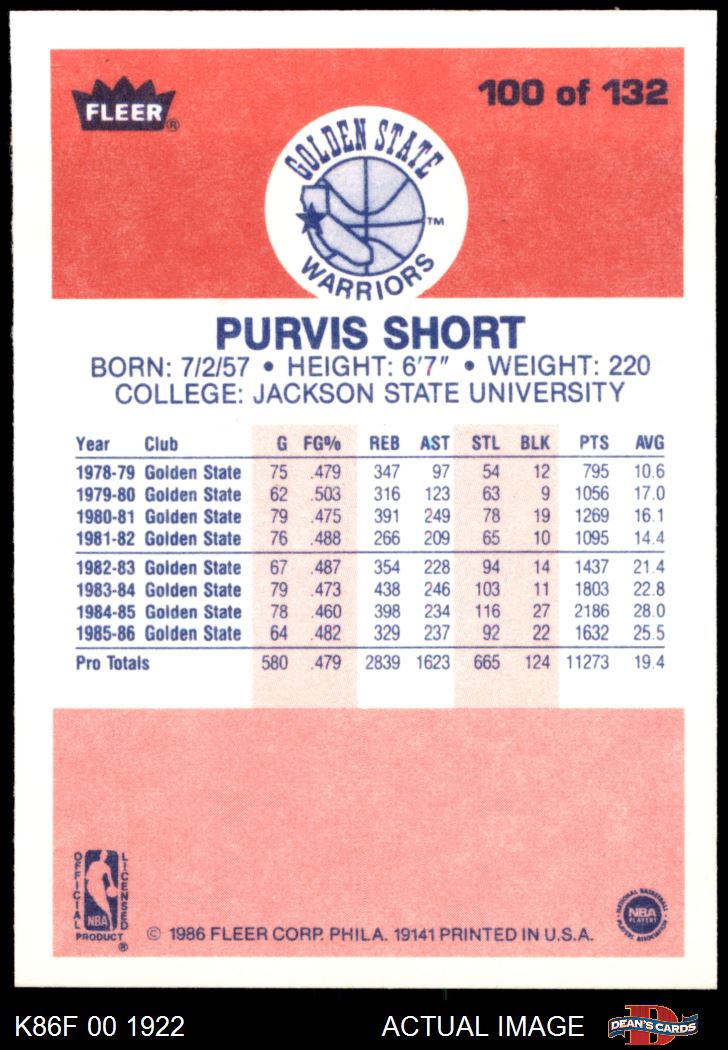 FLEER ®
100 of 132
GOLDEN STATE
WARRIORS
TM
PURVIS SHORT
BORN: 7/2/57 • HEIGHT: 6'7" • WEIGHT: 220
COLLEGE: JACKSON STATE UNIVERSITY
Year Club G FG% REB AST STL BLK PTS AVG
1978-79 Golden State 75 .479 347 97 54 12 795 10.6
1979-80 Golden State 62 .503 316 123 63 9 1056 17.0
1980-81 Golden State 79 .475 391 249 78 19 1269 16.1
1981-82 Golden State 76 .488 266 209 65 10 1095 14.4
1982-83 Golden State 67 .487 354 228 94 14 1437 21.4
1983-84 Golden State 79 .473 438 246 103 11 1803 22.8
1984-85 Golden State 78 .460 398 234 116 27 2186 28.0
1985-86 Golden State 64 .482 329 237 92 22 1632 25.5
Pro Totals 580 .479 2839 1623 665 124 11273 19.4
OFFICIAL LICENSED
NBA
PRODUCT ®
© 1986 FLEER CORP. PHILA. 19141 PRINTED IN U.S.A.
NATIONAL BASKETBALL
NBA
PLAYERS
PLAYERS ASSOCIATION
K86F 00 1922
ACTUAL IMAGE
D
DEAN'S CARDS